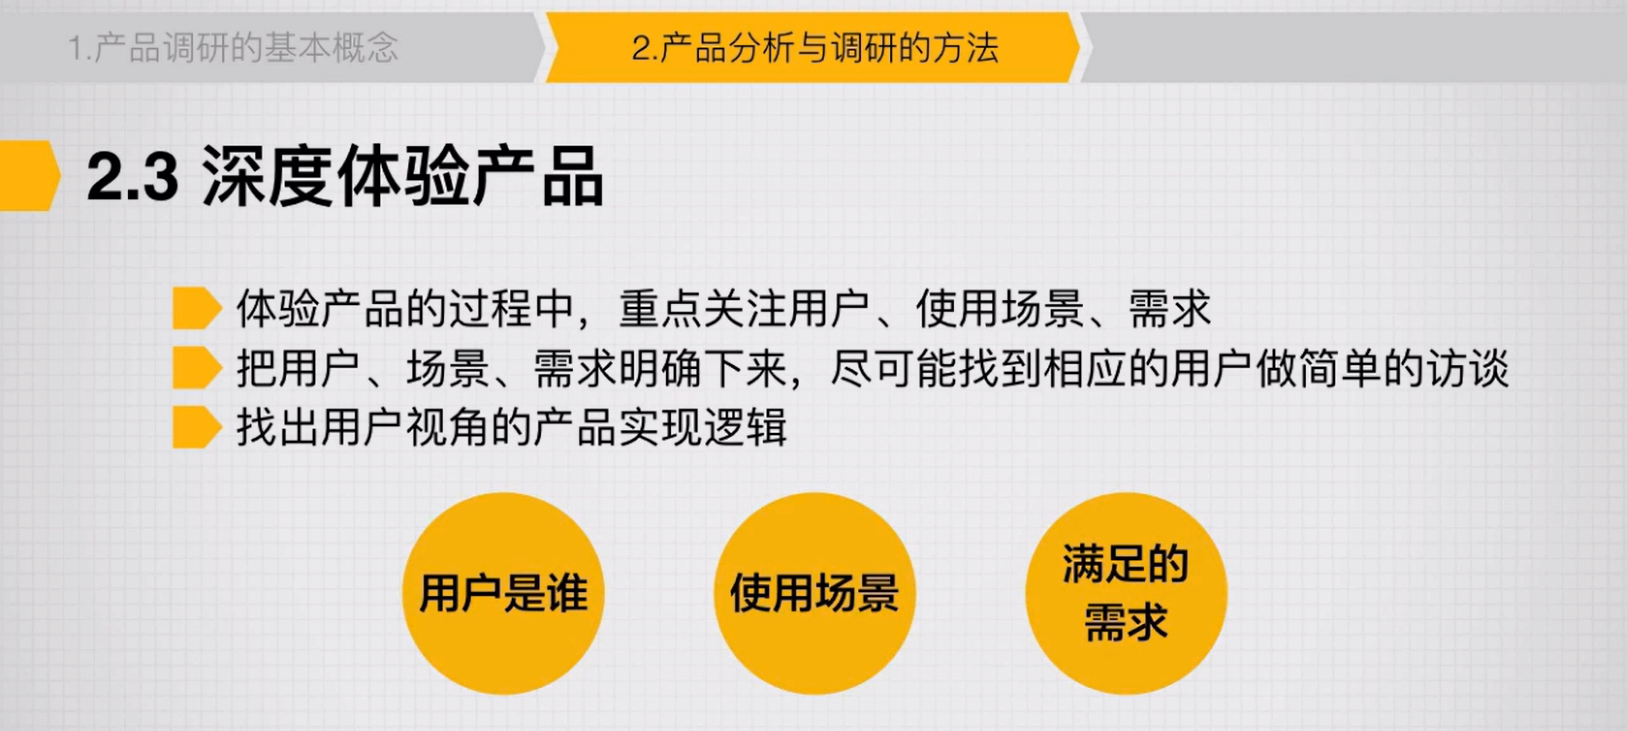 1.产品调研的基本概念
2.产品分析与调研的方法
2.3 深度体验产品
体验产品的过程中，重点关注用户、使用场景、需求
把用户、场景、需求明确下来，尽可能找到相应的用户做简单的访谈
找出用户视角的产品实现逻辑
用户是谁
使用场景
满足的
需求